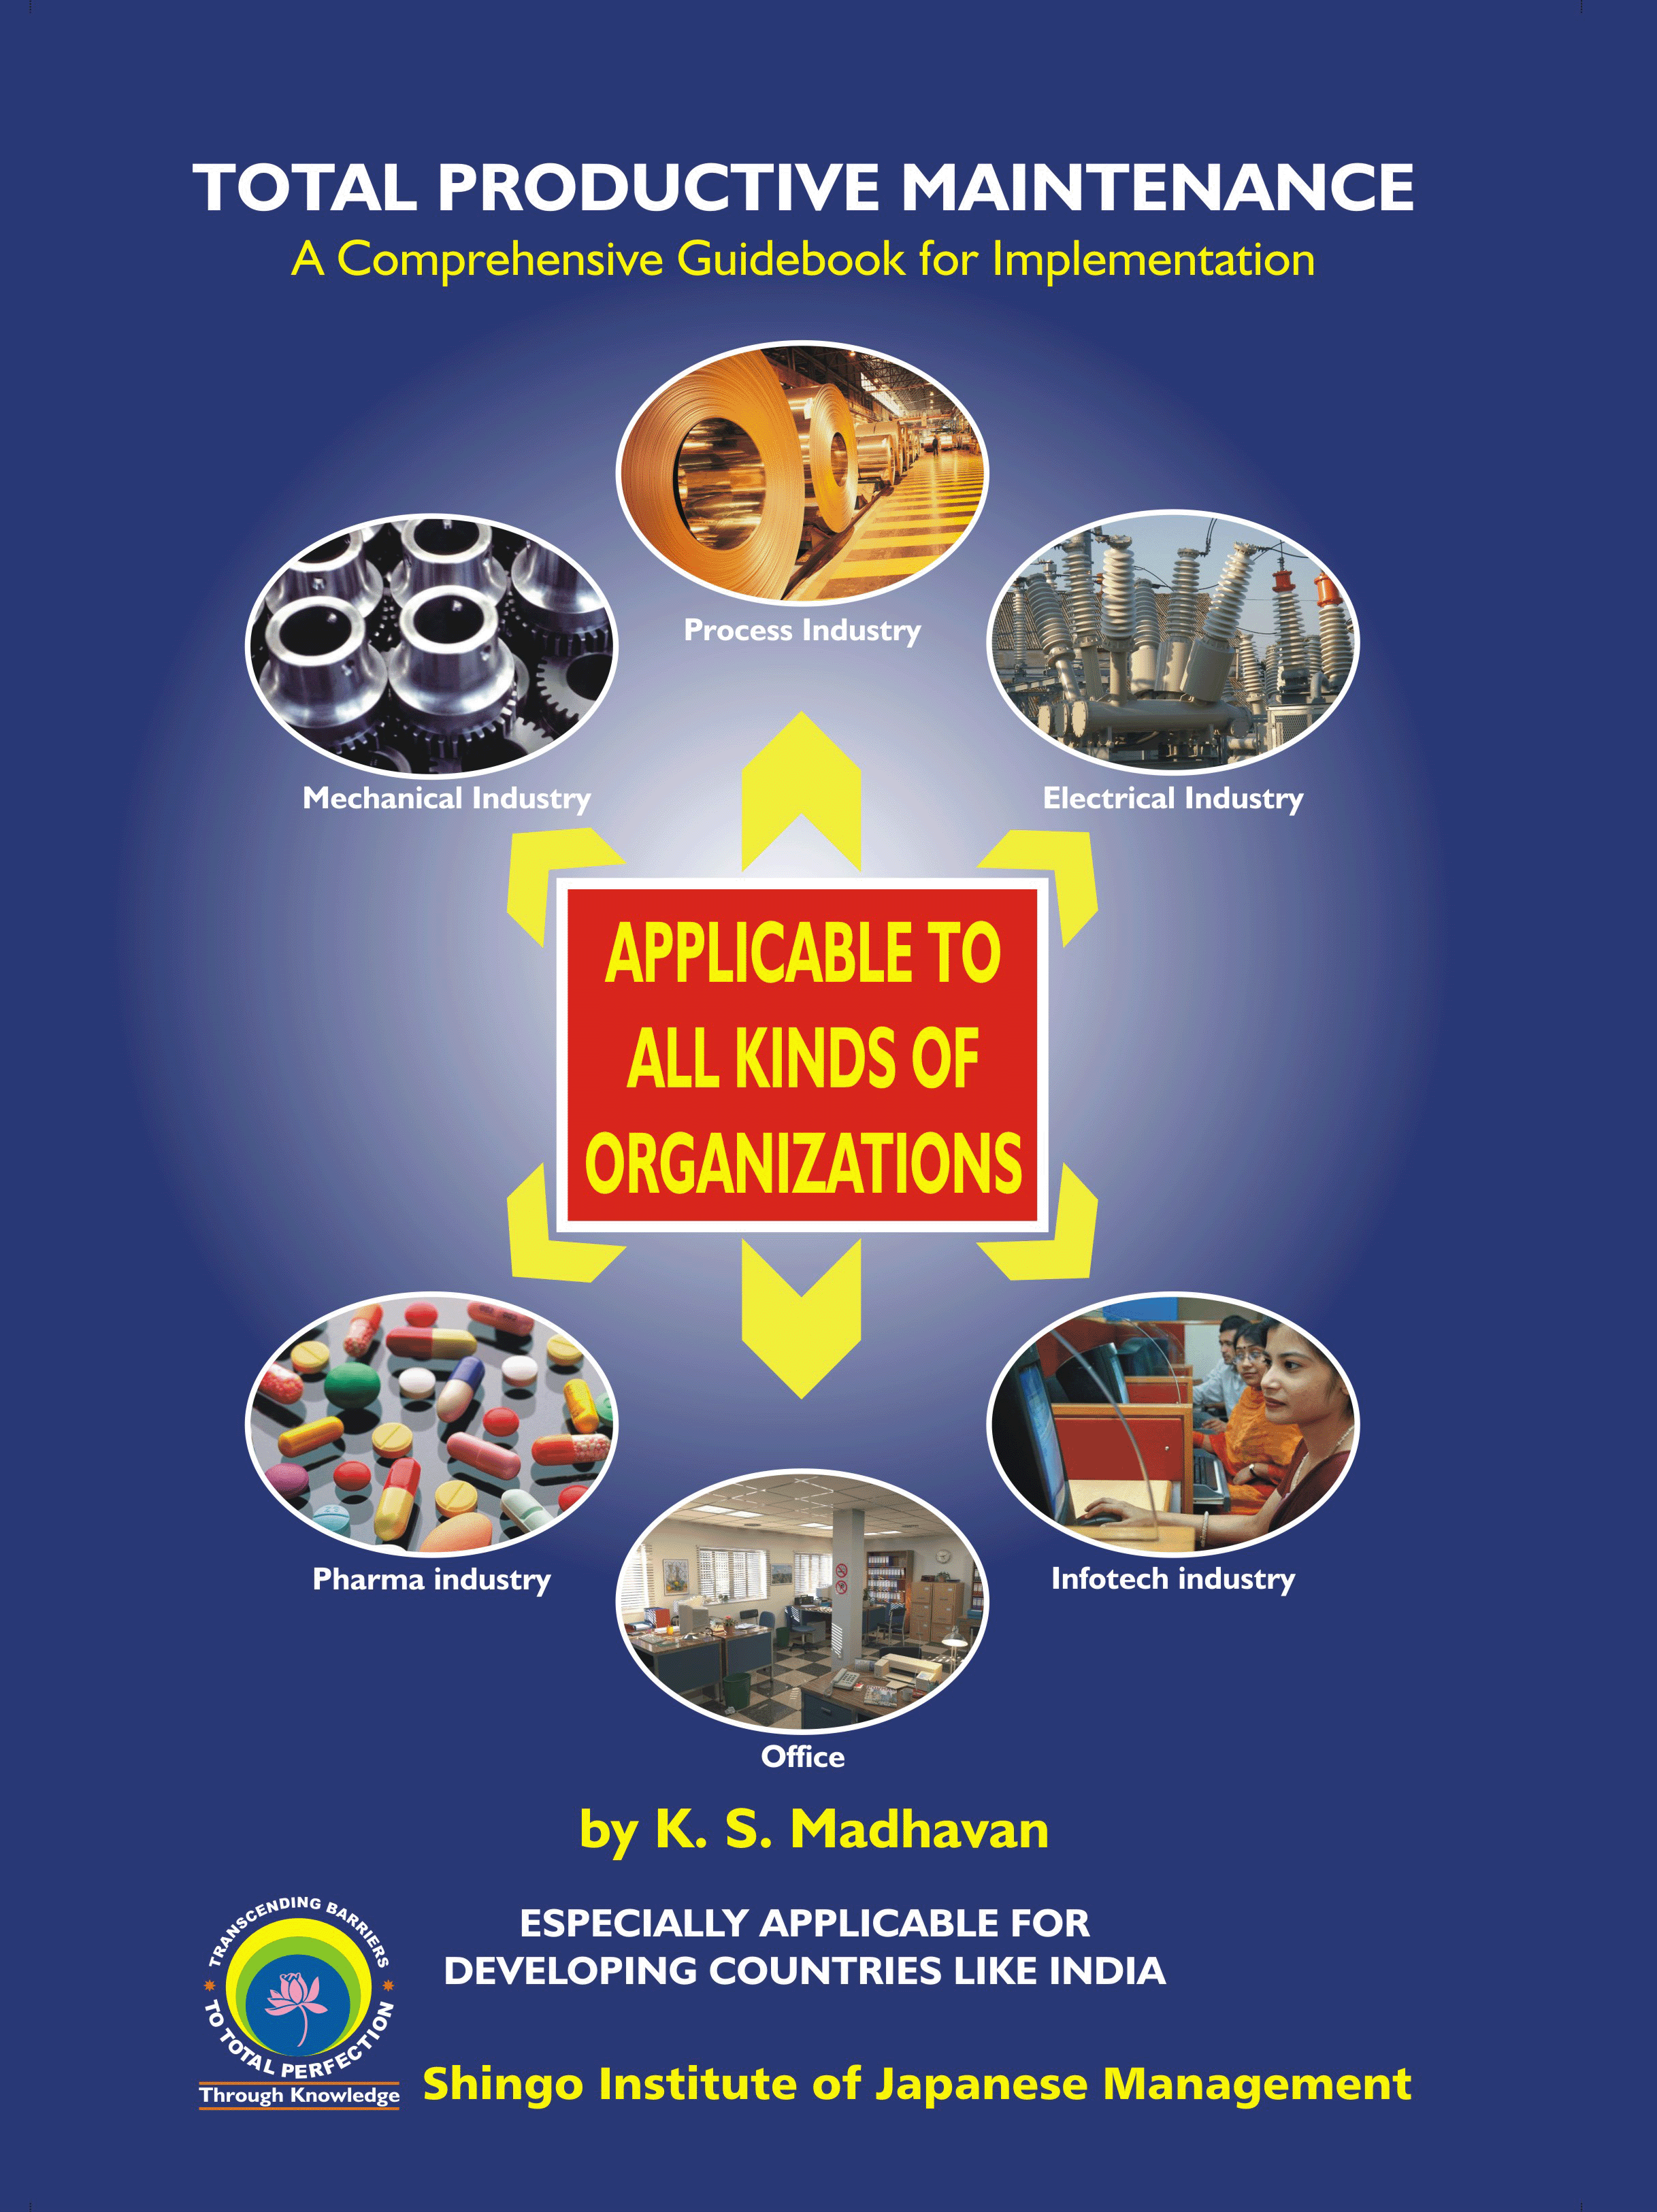 TOTAL PRODUCTIVE MAINTENANCE
A Comprehensive Guidebook for Implementation
Process Industry
Mechanical Industry
Electrical Industry
APPLICABLE TO
ALL KINDS OF
ORGANIZATIONS
Pharma industry
Infotech industry
Office
by K. S. Madhavan
ESPECIALLY APPLICABLE FOR
DEVELOPING COUNTRIES LIKE INDIA
TRANSCENDING BARRIERS
TO TOTAL PERFECTION
Through Knowledge
Shingo Institute of Japanese Management